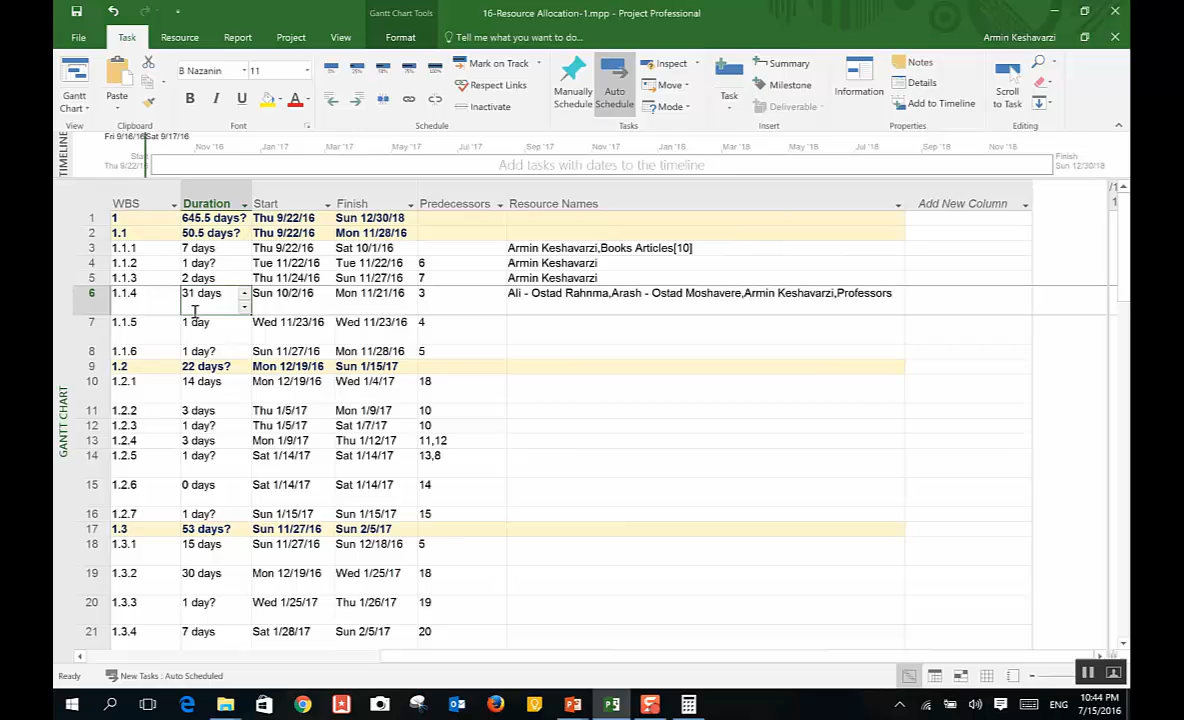 Gantt Chart Tools
16-Resource Allocation-1.mpp - Project Professional
File Task Resource Report Project View Format Tell me what you want to do... Armin Keshavarzi
Gantt Chart
View
Paste
Clipboard
B Nazanin 11
B I U A
Font
0% 25% 50% 75% 100%
Mark on Track
Respect Links
Inactivate
Schedule
Manually Schedule
Auto Schedule
Inspect
Move
Mode
Tasks
Task
Summary
Milestone
Deliverable
Insert
Information
Notes
Details
Add to Timeline
Properties
Scroll to Task
Editing
TIMELINE
Fri 9/16/16 Sat 9/17/16
Nov '16 Jan '17 Mar '17 May '17 Jul '17 Sep '17 Nov '17 Jan '18 Mar '18 May '18 Jul '18 Sep '18 Nov '18
Start
Thu 9/22/16
Add tasks with dates to the timeline
Finish
Sun 12/30/18
WBS Duration Start Finish Predecessors Resource Names Add New Column
1 1 645.5 days? Thu 9/22/16 Sun 12/30/18
2 1.1 50.5 days? Thu 9/22/16 Mon 11/28/16
3 1.1.1 7 days Thu 9/22/16 Sat 10/1/16 Armin Keshavarzi,Books Articles[10]
4 1.1.2 1 day? Tue 11/22/16 Tue 11/22/16 6 Armin Keshavarzi
5 1.1.3 2 days Thu 11/24/16 Sun 11/27/16 7 Armin Keshavarzi
6 1.1.4 31 days Sun 10/2/16 Mon 11/21/16 3 Ali - Ostad Rahnma,Arash - Ostad Moshavere,Armin Keshavarzi,Professors
7 1.1.5 1 day Wed 11/23/16 Wed 11/23/16 4
8 1.1.6 1 day? Sun 11/27/16 Mon 11/28/16 5
9 1.2 22 days? Mon 12/19/16 Sun 1/15/17
10 1.2.1 14 days Mon 12/19/16 Wed 1/4/17 18
11 1.2.2 3 days Thu 1/5/17 Mon 1/9/17 10
12 1.2.3 1 day? Thu 1/5/17 Sat 1/7/17 10
13 1.2.4 3 days Mon 1/9/17 Thu 1/12/17 11,12
14 1.2.5 1 day? Sat 1/14/17 Sat 1/14/17 13,8
15 1.2.6 0 days Sat 1/14/17 Sat 1/14/17 14
16 1.2.7 1 day? Sun 1/15/17 Sun 1/15/17 15
17 1.3 53 days? Sun 11/27/16 Sun 2/5/17
18 1.3.1 15 days Sun 11/27/16 Sun 12/18/16 5
19 1.3.2 30 days Mon 12/19/16 Wed 1/25/17 18
20 1.3.3 1 day? Wed 1/25/17 Thu 1/26/17 19
21 1.3.4 7 days Sat 1/28/17 Sun 2/5/17 20
GANTT CHART
Ready New Tasks : Auto Scheduled
ENG
10:44 PM
7/15/2016